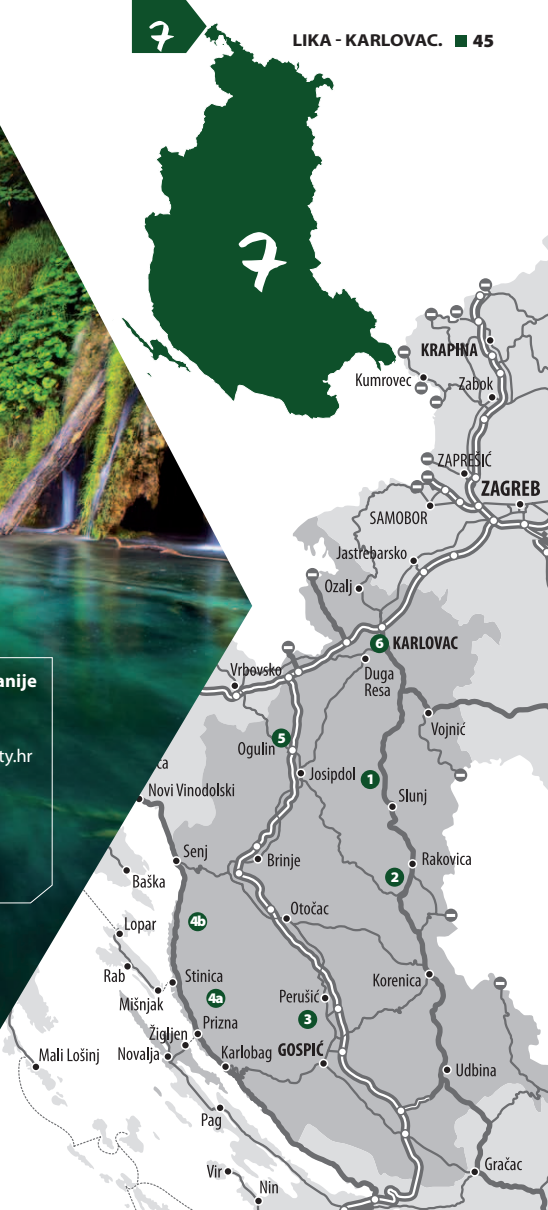 7
LIKA - KARLOVAC. 45
7
KRAPINA
Kumrovec
Zabok
ZAPREŠIĆ
ZAGREB
SAMOBOR
Jastrebarsko
Ozalj
6 KARLOVAC
anije
Vrbovsko
Duga
Resa
Vojnić
ty.hr
5
Ogulin
ca
Josipdol
1
Novi Vinodolski
Slunj
Senj
Brinje
Rakovica
2
Baška
Otočac
4b
Lopar
Rab
Stinica
Korenica
Mišnjak
4a
Perušić
Prizna
3
Žigljen
Mali Lošinj
Novalja
Karlobag
GOSPIĆ
Udbina
Pag
Gračac
Vir
Nin